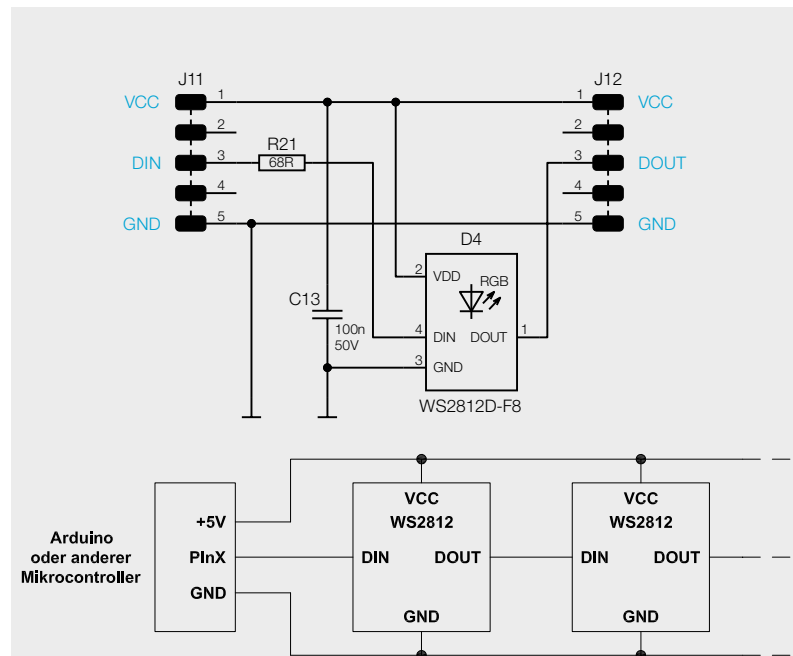 J11
J12
VCC 1
1 VCC
2
2
R21
DIN 3
68R
3 DOUT
4
4
GND 5
5 GND
D4
2 VDD RGB
C13
100n
50V
4 DIN DOUT 1
3 GND
WS2812D-F8
VCC
VCC
+5V
WS2812
WS2812
Arduino
oder anderer
Mikrocontroller
PInX
DIN DOUT
DIN DOUT
GND
GND
GND